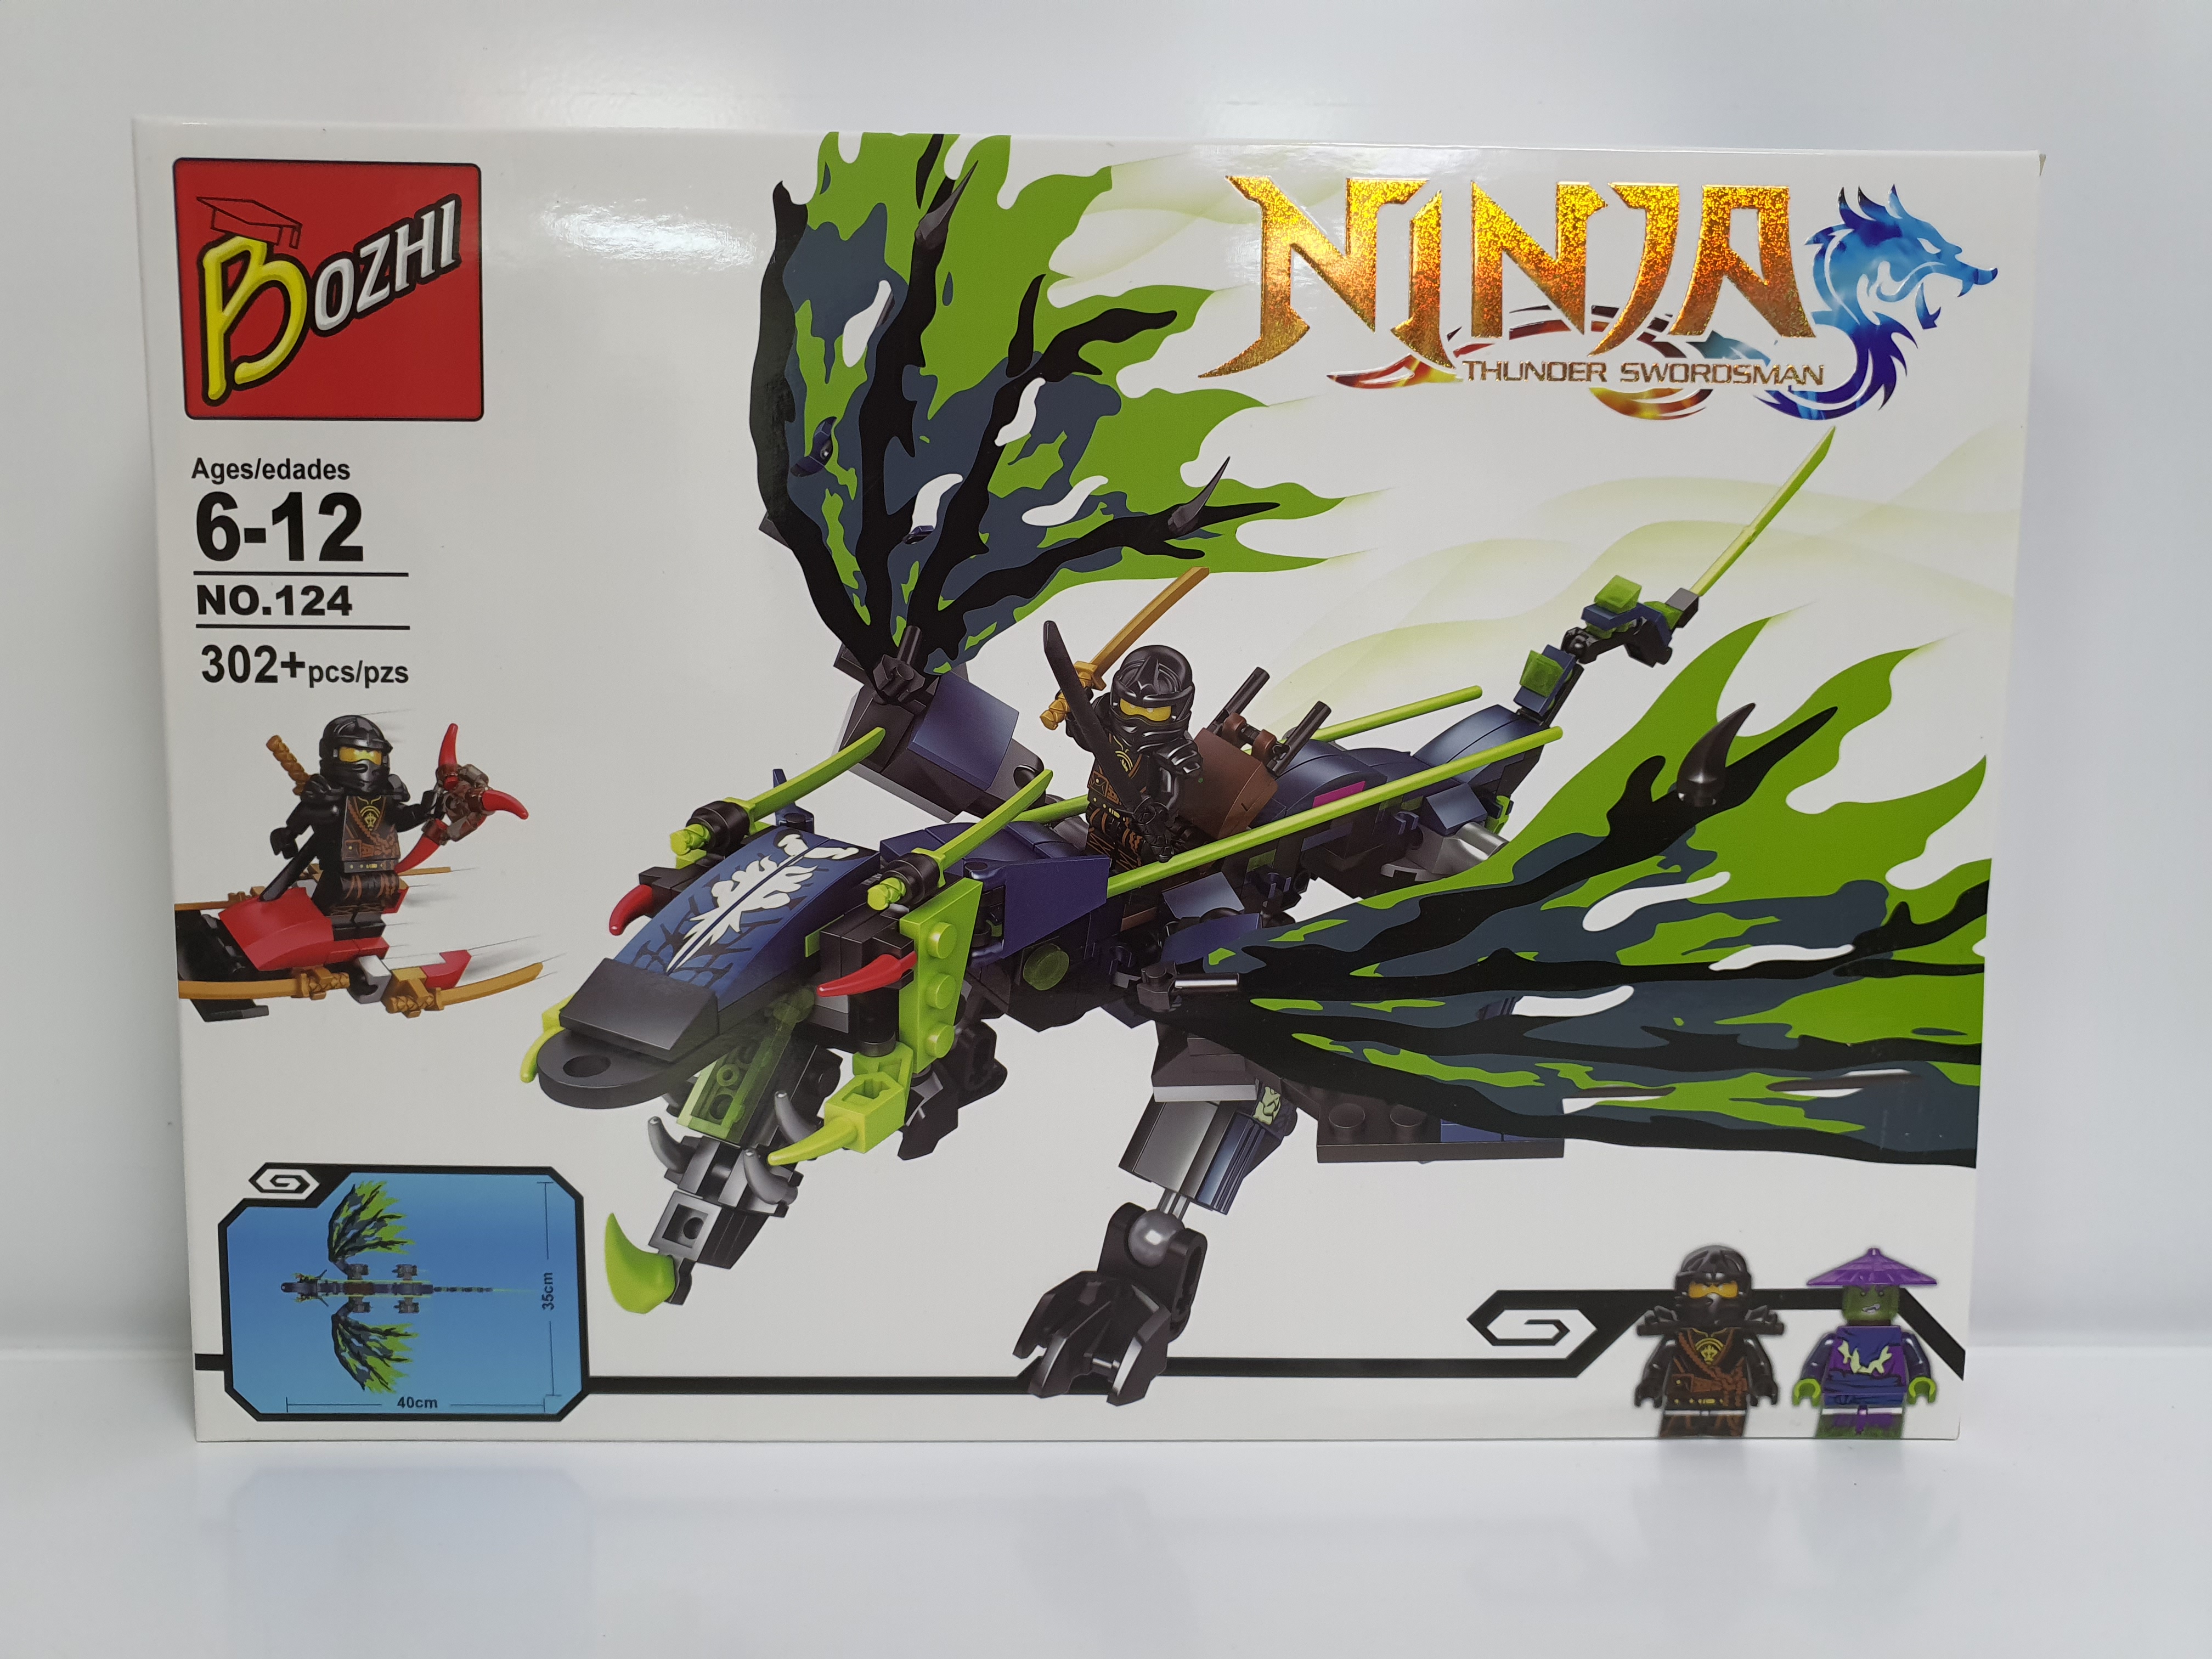 BOZHI
NINJA
THUNDER SWORDSMAN
Ages/edades
6-12
NO.124
302+pcs/pzs
35cm
40cm